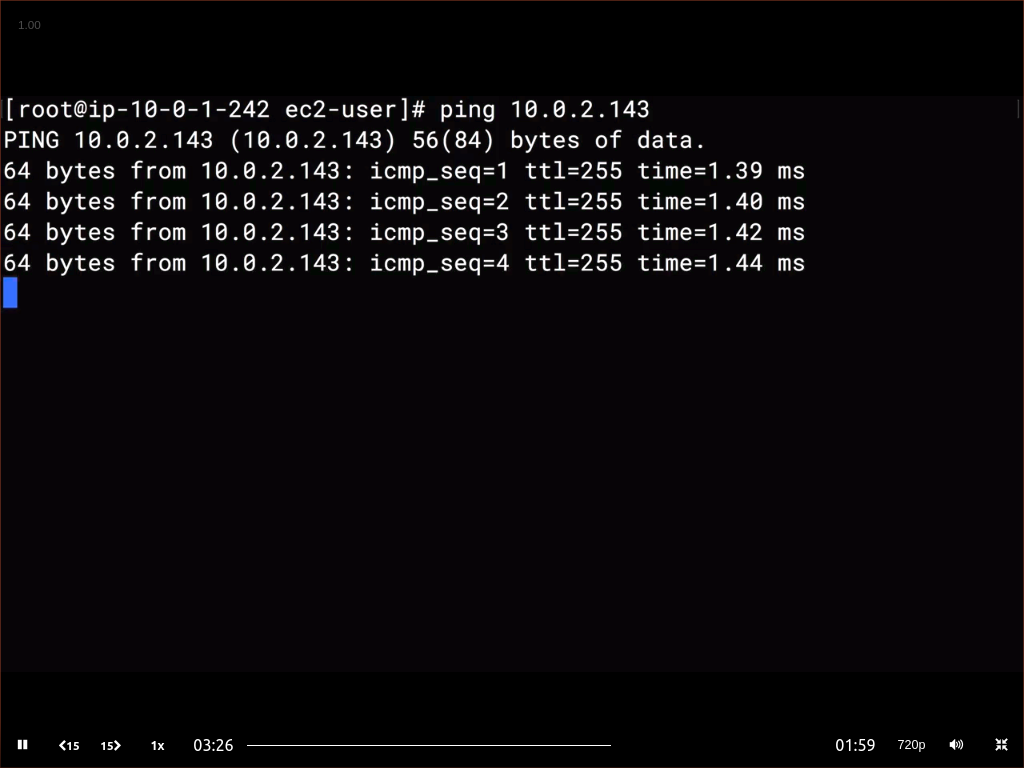 1.00
[root@ip-10-0-1-242 ec2-user]# ping 10.0.2.143
PING 10.0.2.143 (10.0.2.143) 56(84) bytes of data.
64 bytes from 10.0.2.143: icmp_seq=1 ttl=255 time=1.39 ms
64 bytes from 10.0.2.143: icmp_seq=2 ttl=255 time=1.40 ms
64 bytes from 10.0.2.143: icmp_seq=3 ttl=255 time=1.42 ms
64 bytes from 10.0.2.143: icmp_seq=4 ttl=255 time=1.44 ms
15 15 1x 03:26 01:59 720p